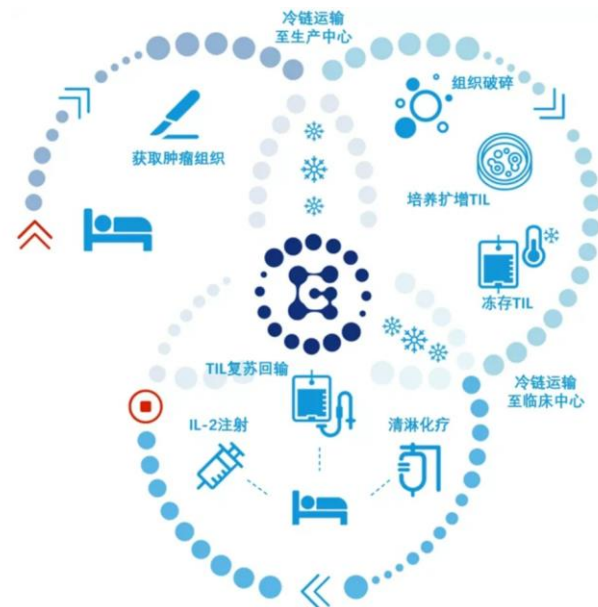 冷链运输
至生产中心
获取肿瘤组织
组织破碎
培养扩增TIL
冻存TIL
冷链运输
至临床中心
TIL复苏回输
IL-2注射
清淋化疗